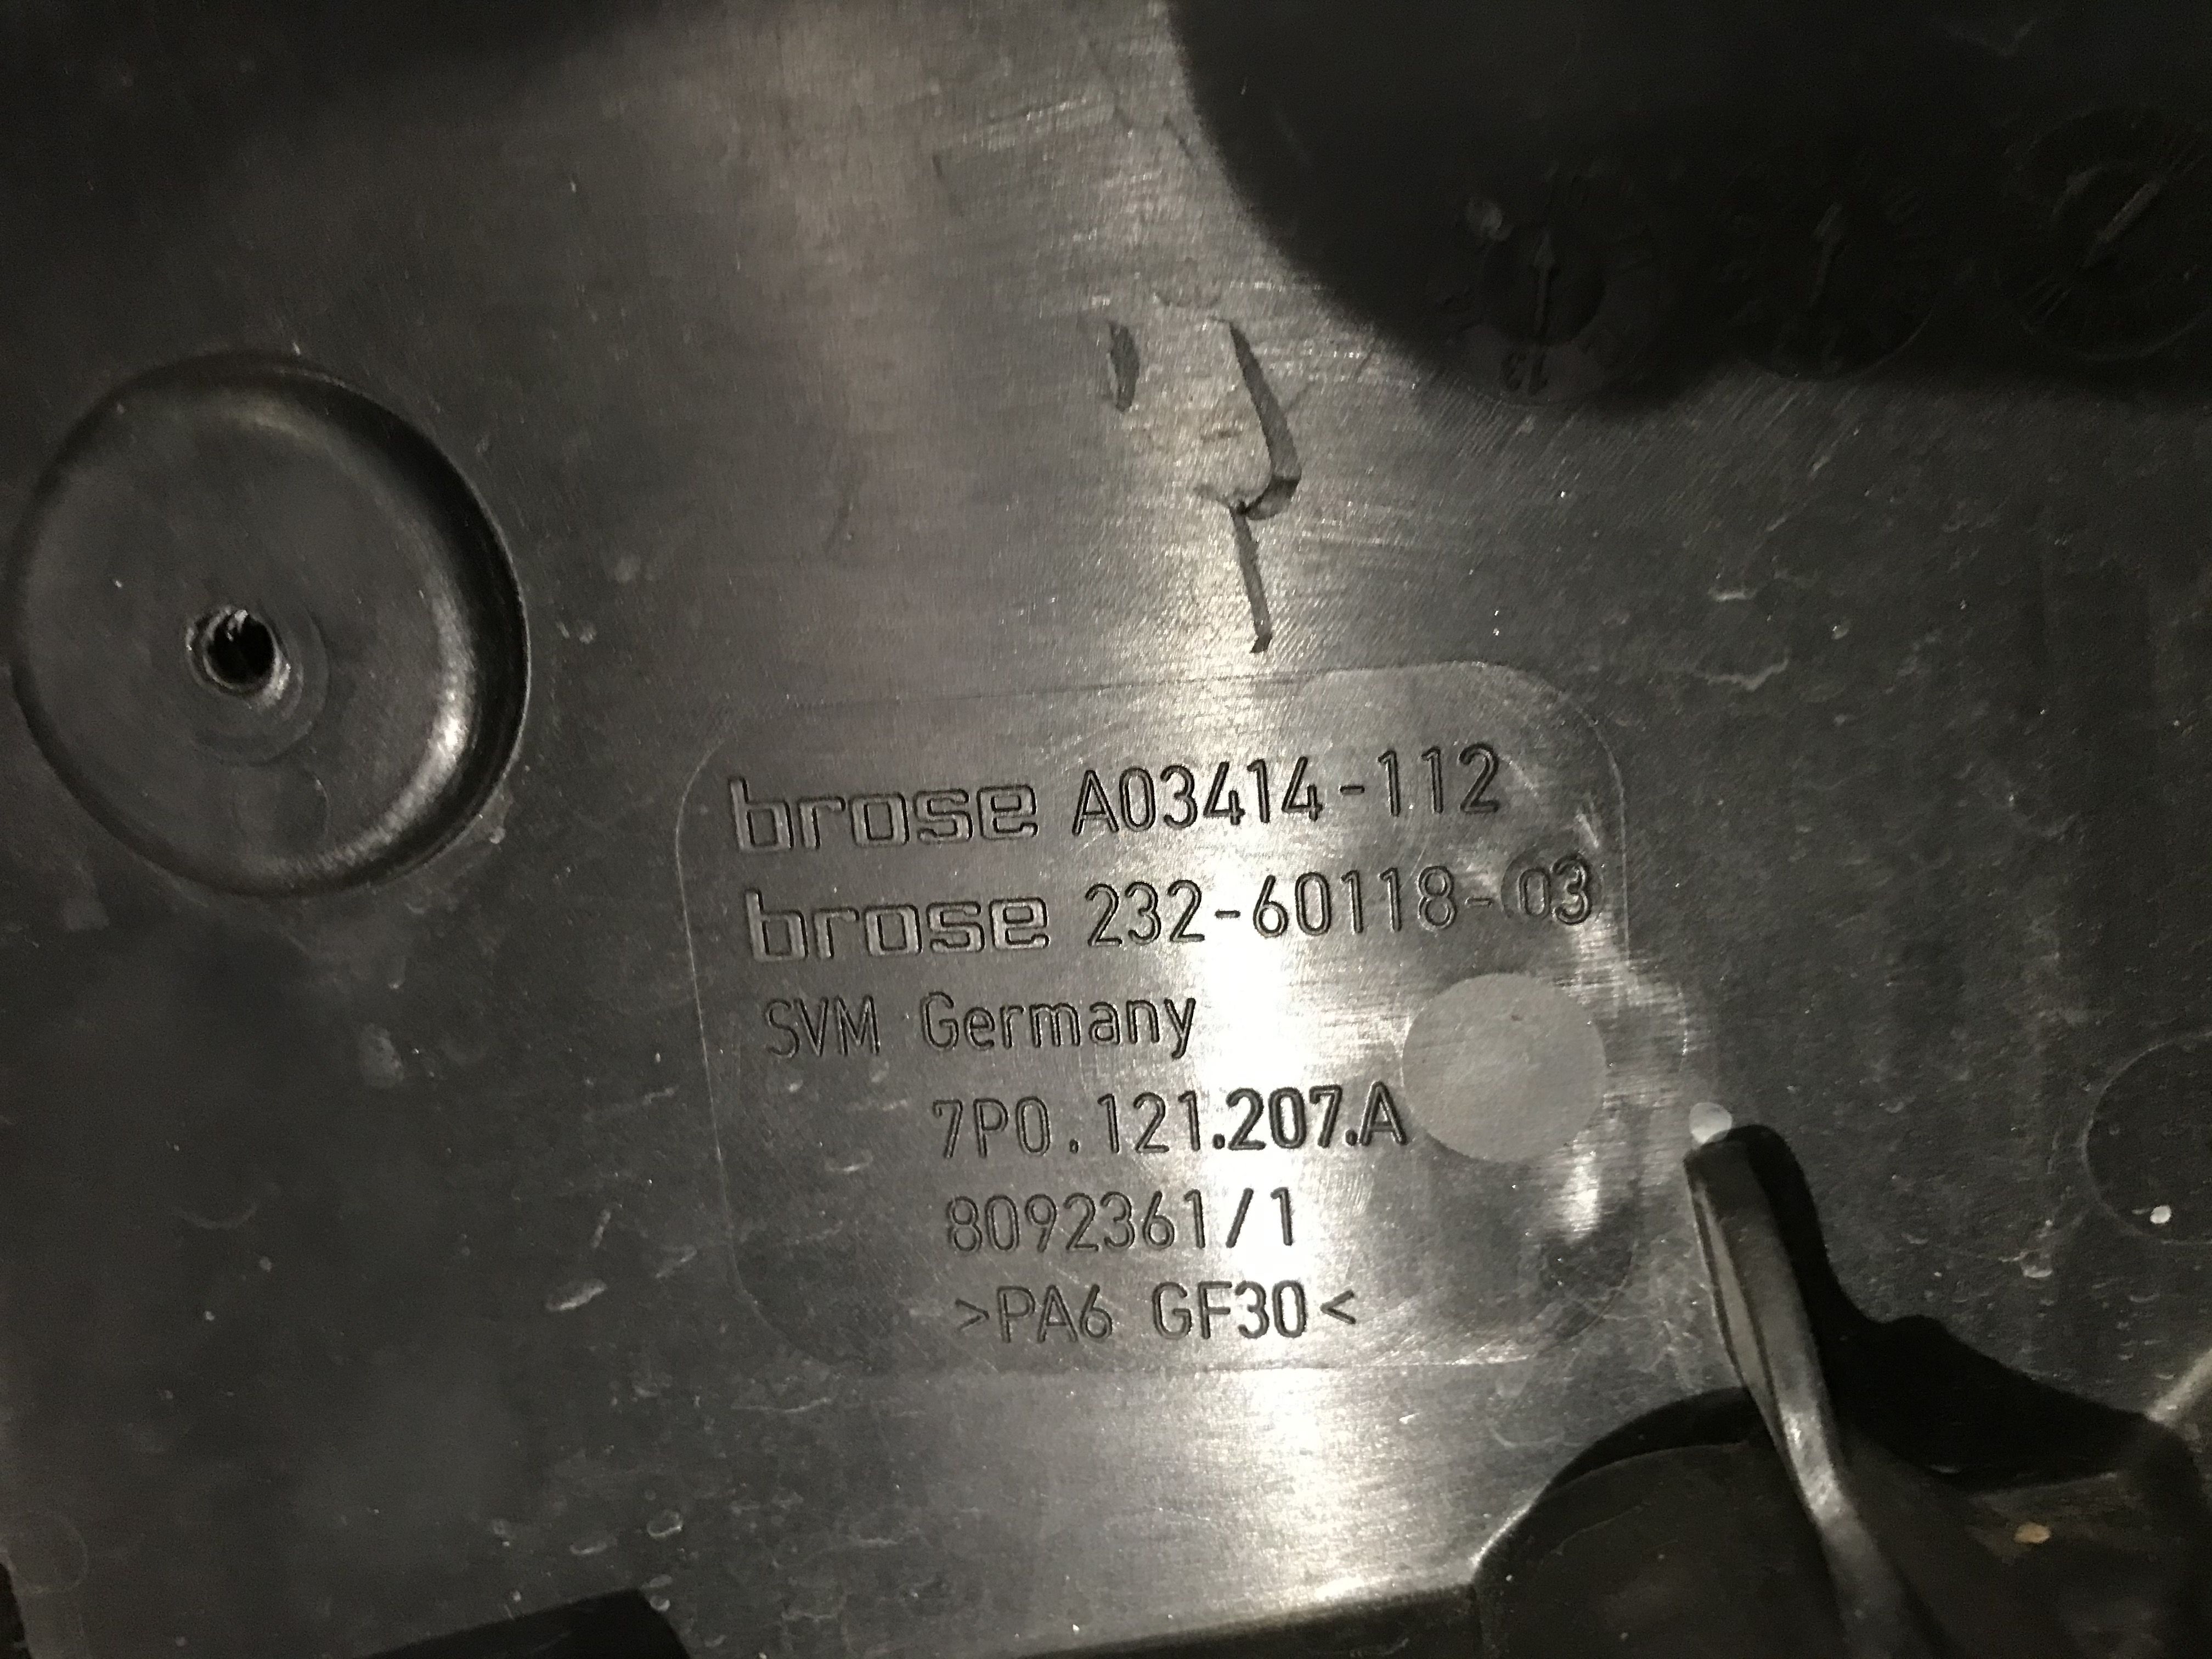 brose A03414-112
brose 232-60118-03
SVM Germany
7P0.121.207.A
8092361/1
>PA6 GF30<